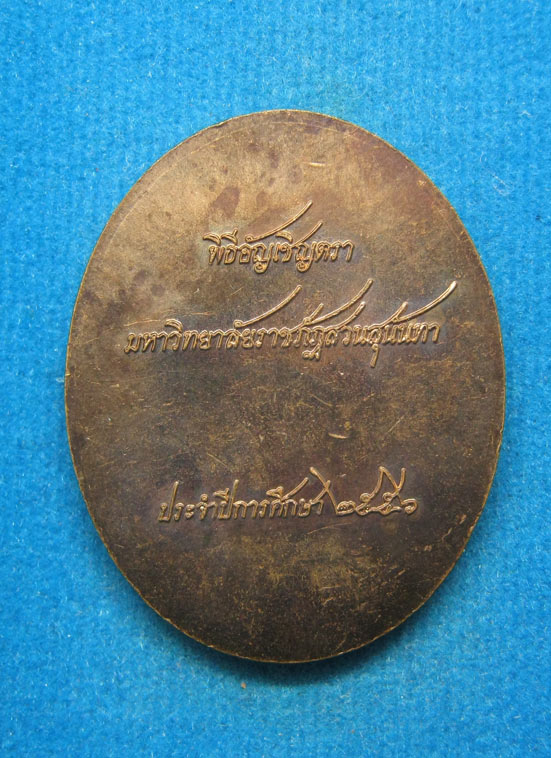 พิธีอัญเชิญตรา
มหาวิทยาลัยราชภัฏสวนสุนันทา
ประจำปีการศึกษา ๒๕๕๖